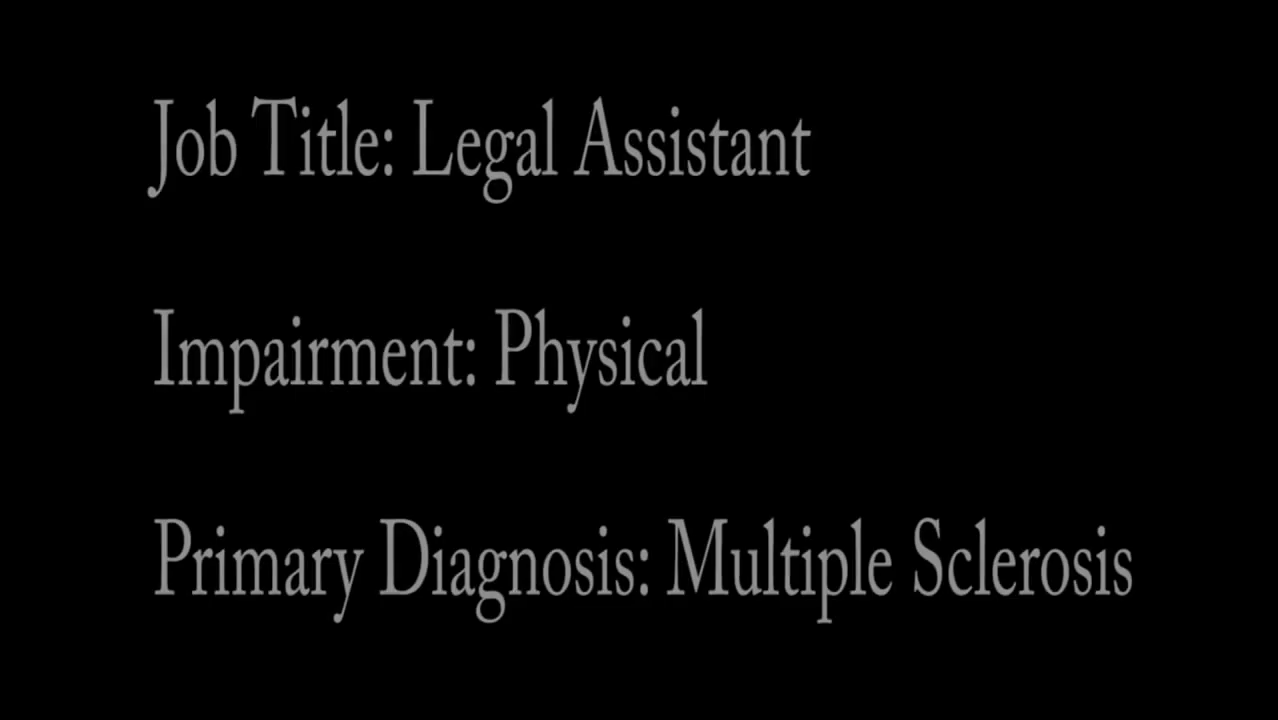 Job Title: Legal Assistant
Impairment: Physical
Primary Diagnosis: Multiple Sclerosis